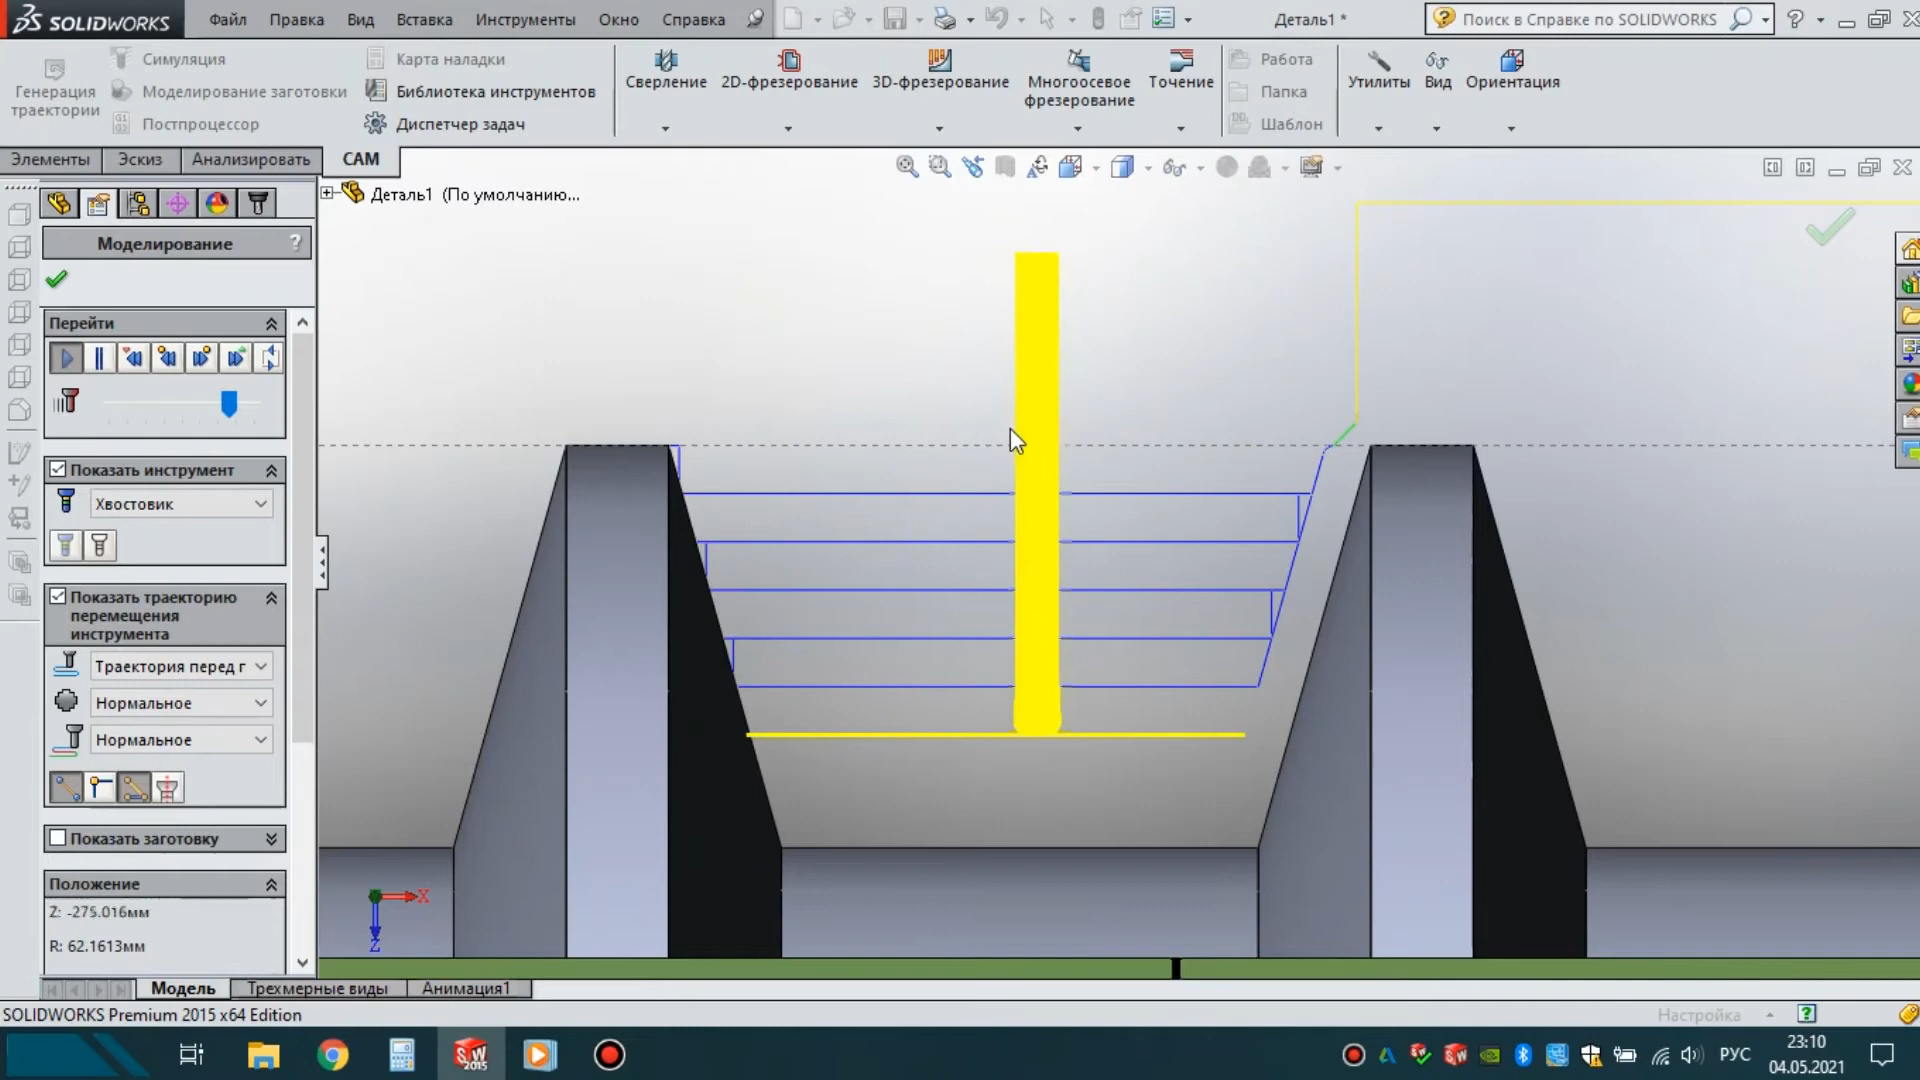 SOLIDWORKS Файл Правка Вид Вставка Инструменты Окно Справка Деталь1 * Поиск в Справке по SOLIDWORKS
Генерация траектории
Симуляция
Моделирование заготовки
Постпроцессор
Карта наладки
Библиотека инструментов
Диспетчер задач
Сверление
2D-фрезерование
3D-фрезерование
Многоосевое фрезерование
Точение
Работа
Папка
Шаблон
Утилиты
Вид
Ориентация
Элементы Эскиз Анализировать CAM
Деталь1 (По умолчанию...
Моделирование ?
Перейти
Показать инструмент
Хвостовик
Показать траекторию
перемещения
инструмента
Траектория перед г
Нормальное
Нормальное
Показать заготовку
Положение
Z: -275.016мм
R: 62.1613мм
X
Z
Модель Трехмерные виды Анимация1
SOLIDWORKS Premium 2015 x64 Edition Настройка
SW 2015
РУС
23:10
04.05.2021